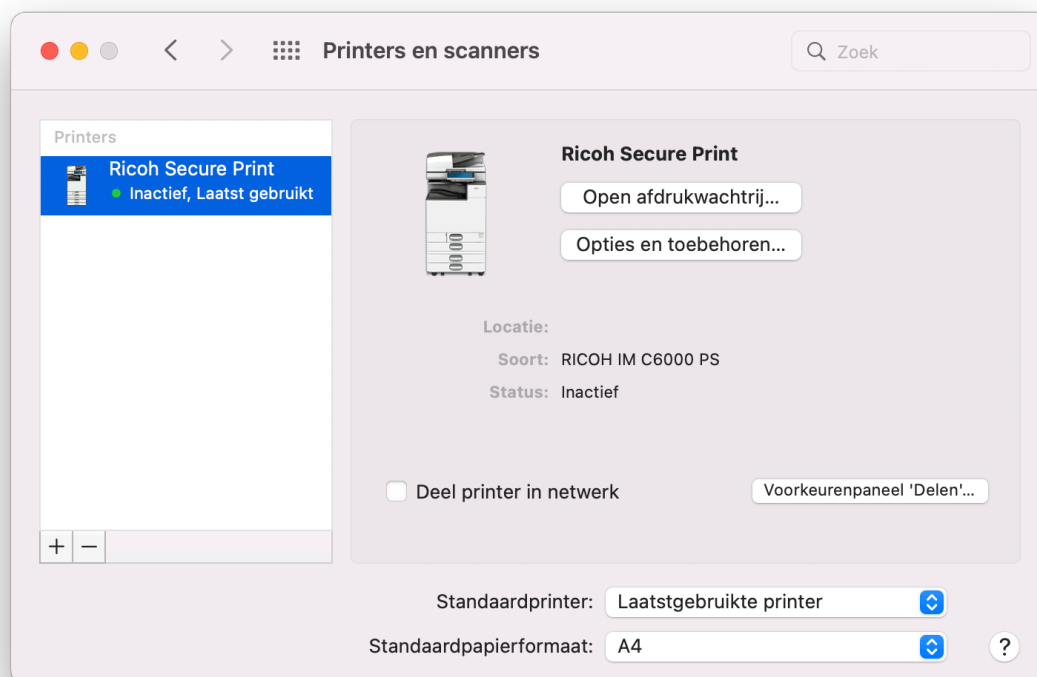 Printers en scanners
Zoek
Printers
Ricoh Secure Print
Inactief, Laatst gebruikt
Ricoh Secure Print
Open afdrukwachtrij...
Opties en toebehoren...
Locatie:
Soort: RICOH IM C6000 PS
Status: Inactief
Deel printer in netwerk
Voorkeurenpaneel 'Delen'...
+ −
Standaardprinter: Laatstgebruikte printer
Standaardpapierformaat: A4
?